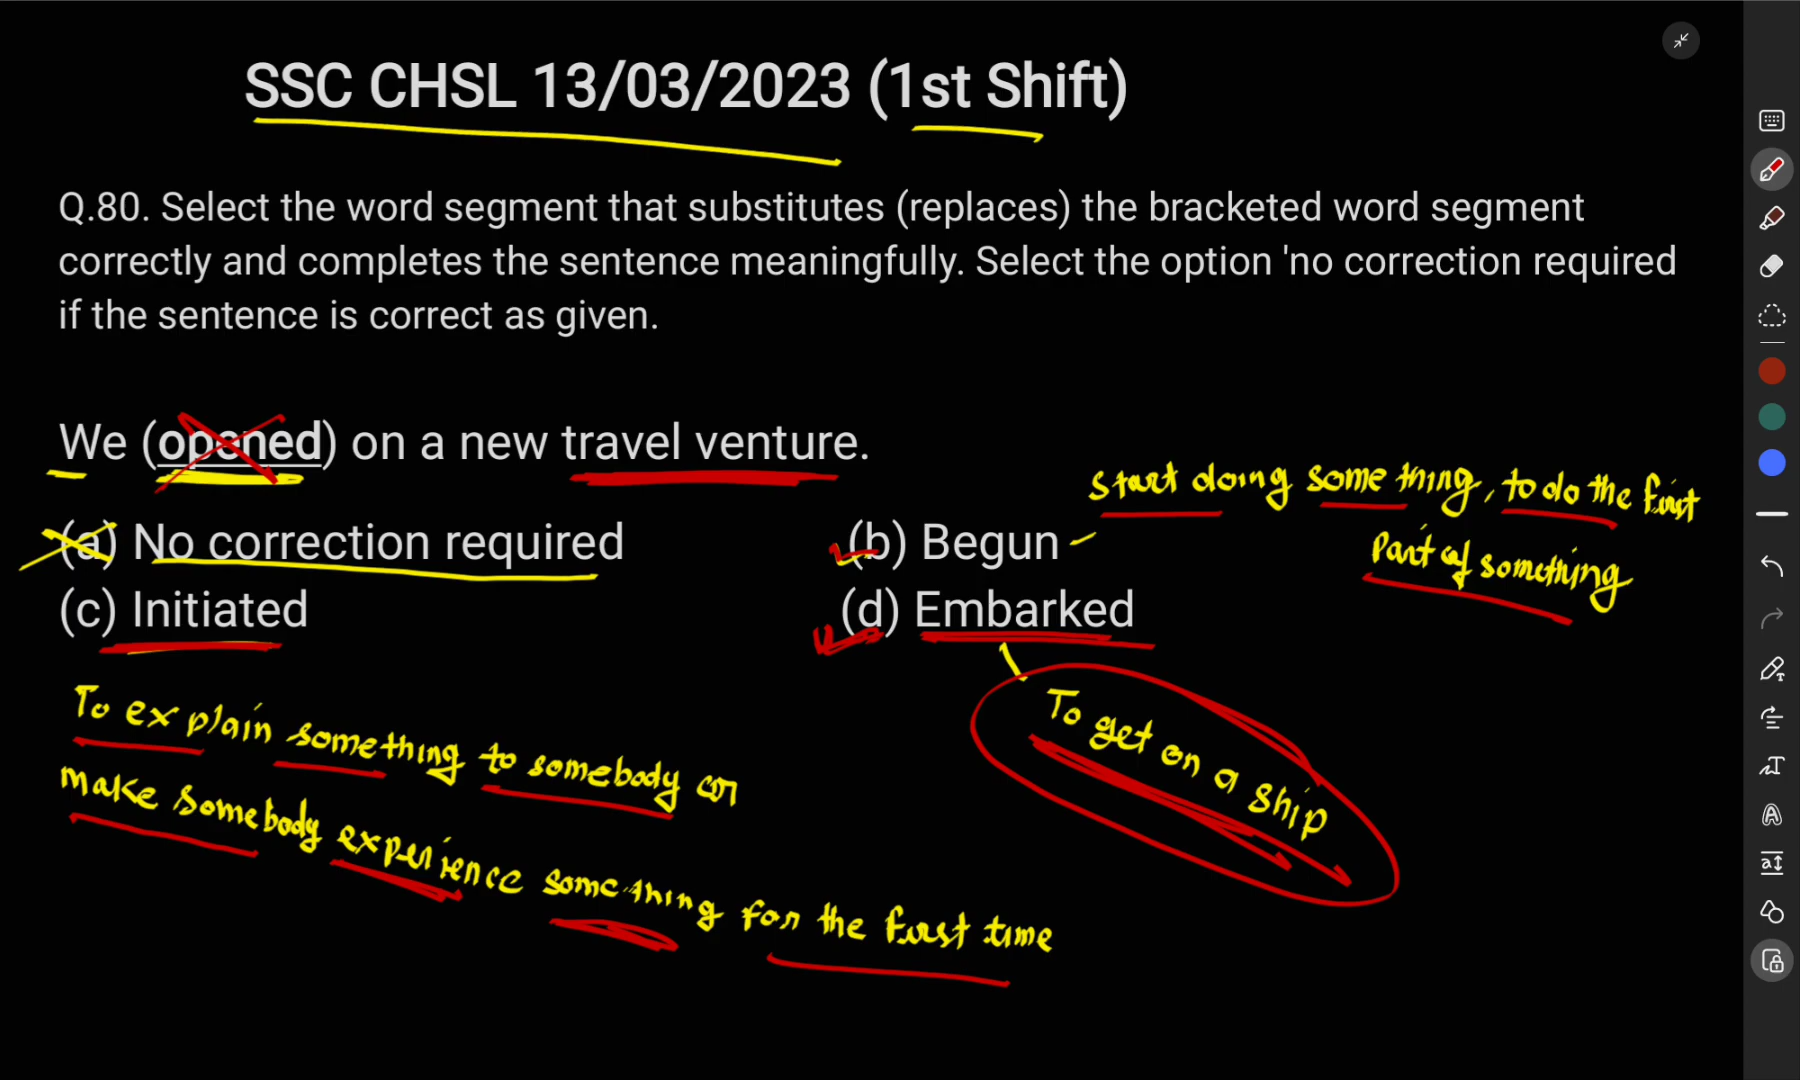 SSC CHSL 13/03/2023 (1st Shift)
Q.80. Select the word segment that substitutes (replaces) the bracketed word segment
correctly and completes the sentence meaningfully. Select the option 'no correction required
if the sentence is correct as given.
We (opened) on a new travel venture.
start doing something, to do the first
Part of something
(a) No correction required
(b) Begun
(c) Initiated
(d) Embarked
To get on a ship
To explain something to somebody or
make somebody experience something for the first time